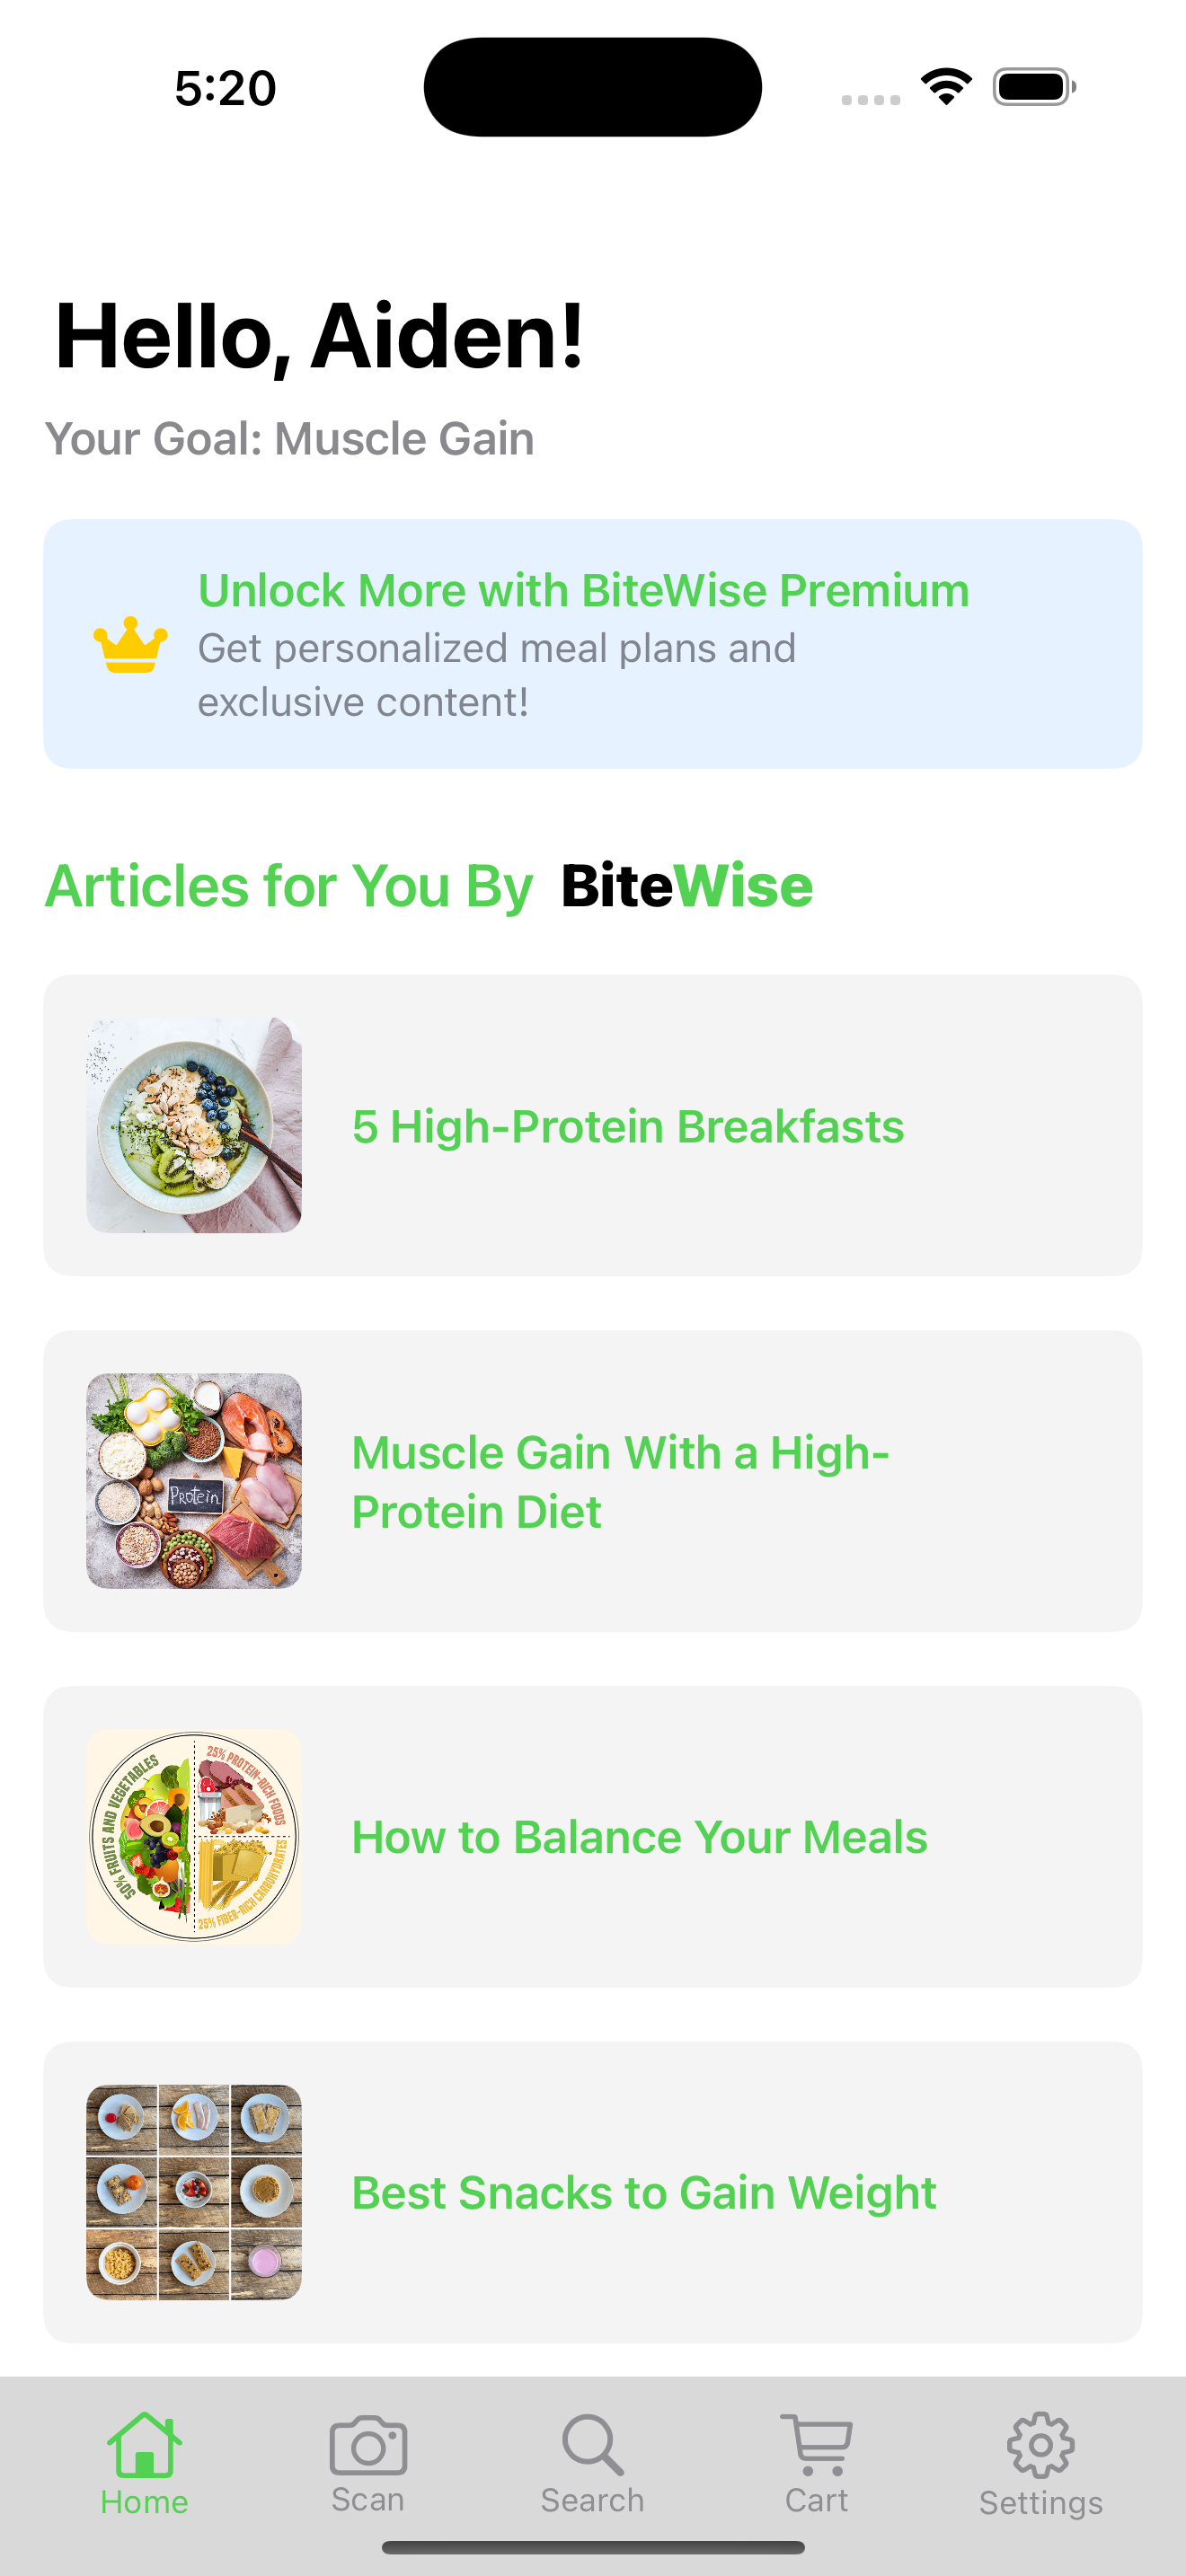 5:20
Hello, Aiden!
Your Goal: Muscle Gain
Unlock More with BiteWise Premium
Get personalized meal plans and
exclusive content!
Articles for You By BiteWise
5 High-Protein Breakfasts
Protein
Muscle Gain With a High-
Protein Diet
50% FRUITS AND VEGETABLES
25% PROTEIN-RICH FOODS
25% FIBER-RICH CARBOHYDRATES
How to Balance Your Meals
Best Snacks to Gain Weight
Home
Scan
Search
Cart
Settings